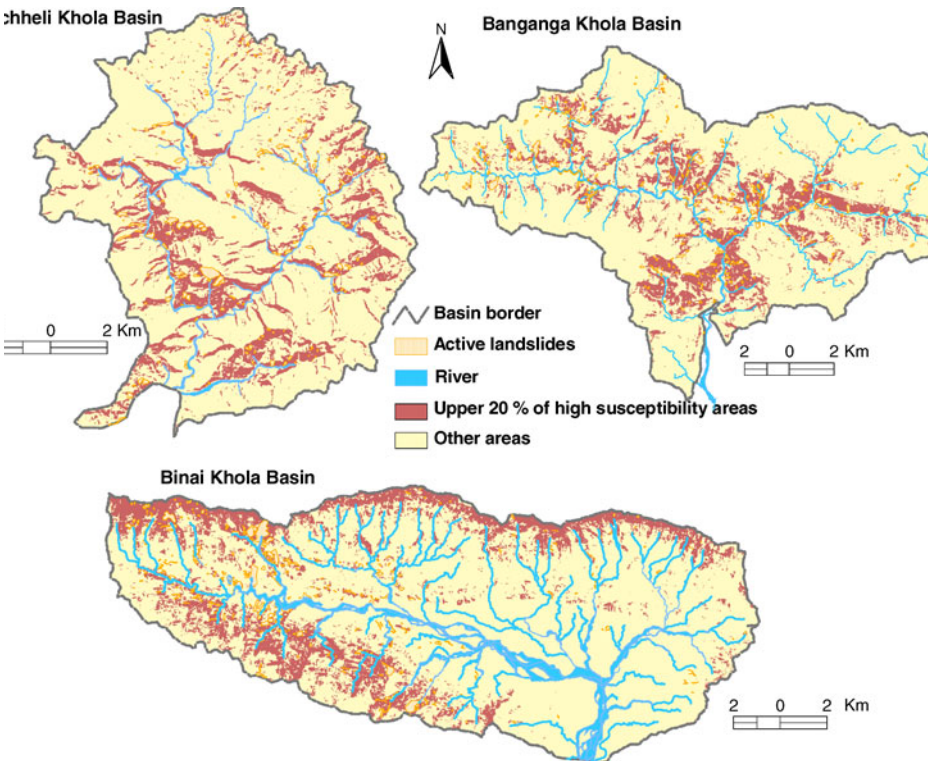 chheli Khola Basin
Banganga Khola Basin
N
0 2 Km
Basin border
Active landslides
River
Upper 20 % of high susceptibility areas
Other areas
2 0 2 Km
Binai Khola Basin
2 0 2 Km